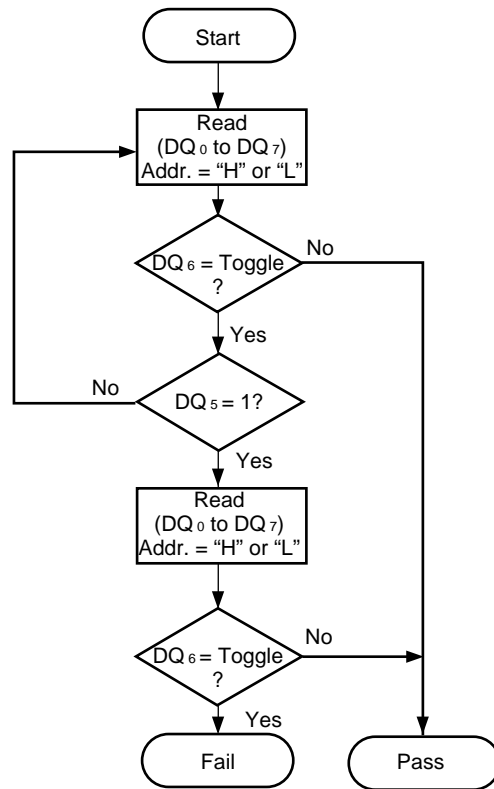 Start
Read
(DQ0 to DQ7)
Addr. = “H” or “L”
DQ6 = Toggle
?
No
Yes
DQ5 = 1?
No
Yes
Read
(DQ0 to DQ7)
Addr. = “H” or “L”
DQ6 = Toggle
?
No
Yes
Fail
Pass